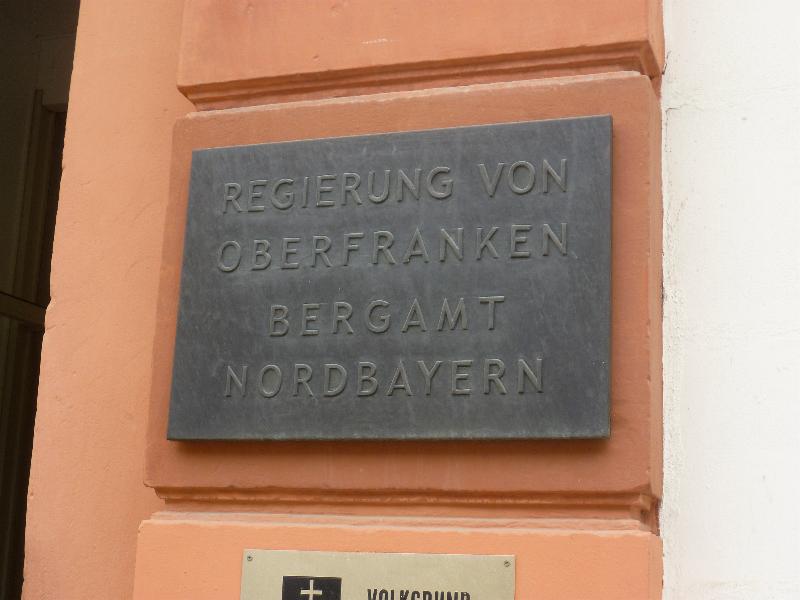 REGIERUNG VON
OBERFRANKEN
BERGAMT
NORDBAYERN